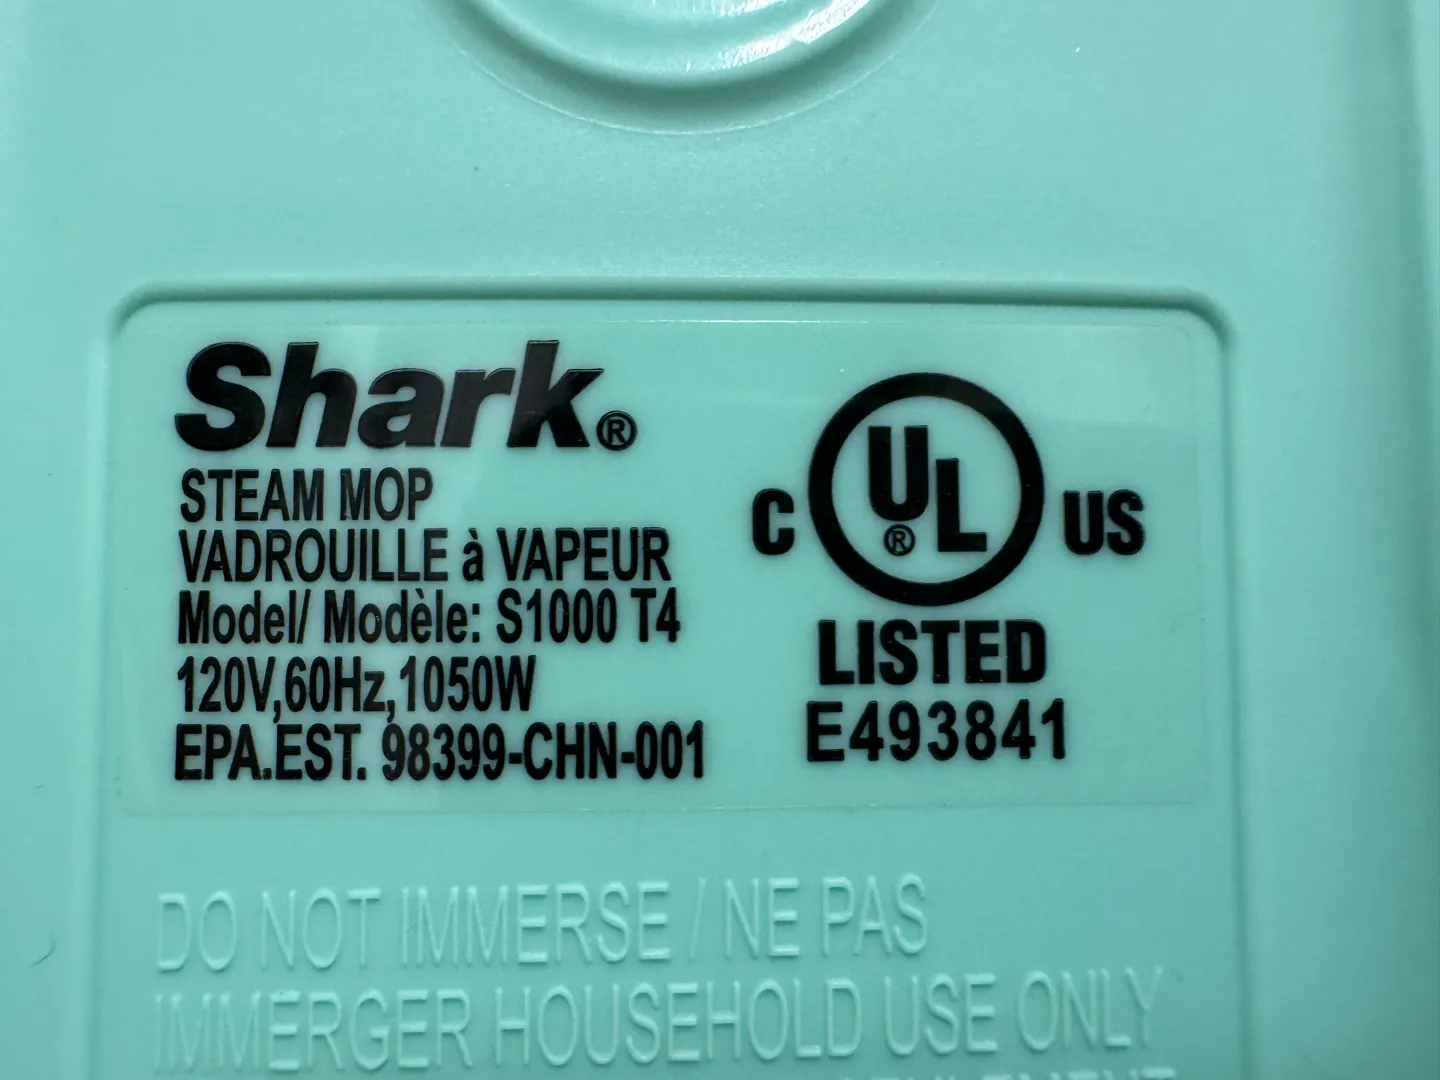 Shark®
STEAM MOP
VADROUILLE à VAPEUR
Model/ Modèle: S1000 T4
120V,60Hz,1050W
EPA.EST. 98399-CHN-001
C UL® US
LISTED
E493841
DO NOT IMMERSE / NE PAS
IMMERGER HOUSEHOLD USE ONLY